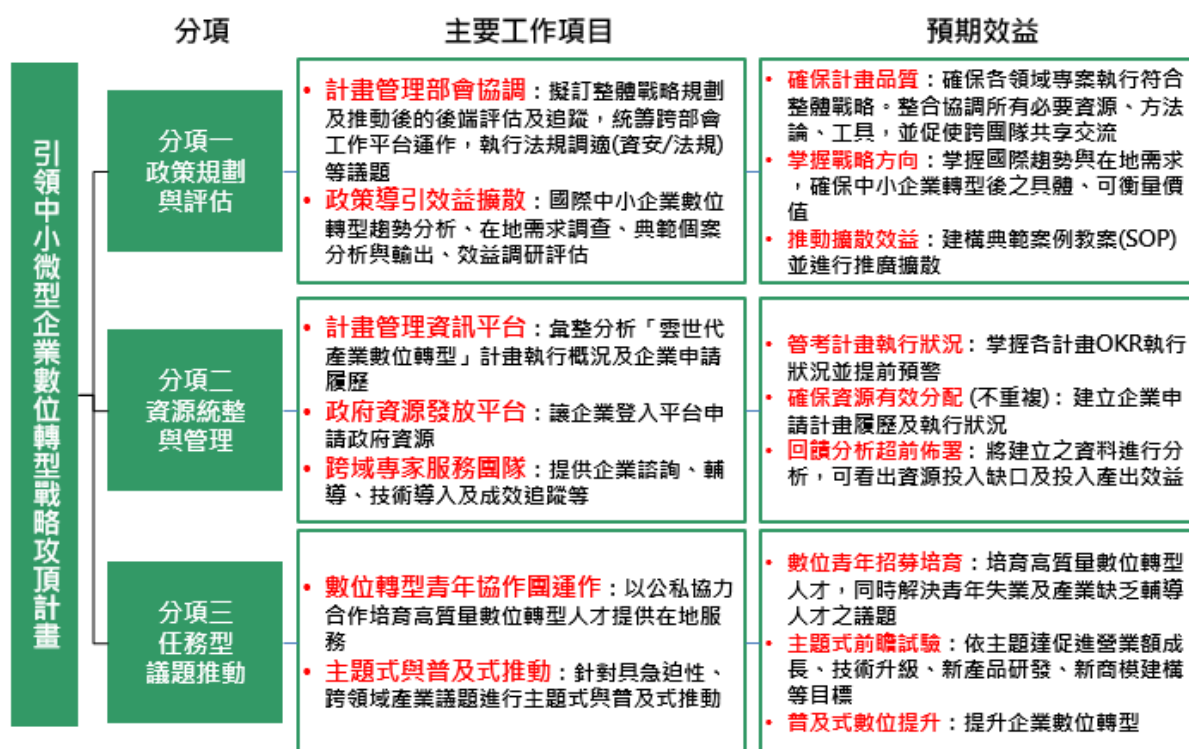 分項
主要工作項目
預期效益
引領中小微型企業數位轉型戰略攻頂計畫
分項一
政策規劃
與評估
• 計畫管理部會協調：擬訂整體戰略規劃
及推動後的後端評估及追蹤，統籌跨部會
工作平台運作，執行法規調適(資安/法規)
等議題
• 政策導引效益擴散：國際中小企業數位
轉型趨勢分析、在地需求調查、典範個案
分析與輸出、效益調研評估
• 確保計畫品質：確保各領域專案執行符合
整體戰略。整合協調所有必要資源、方法
論、工具，並促使跨團隊共享交流
• 掌握戰略方向：掌握國際趨勢與在地需求
，確保中小企業轉型後之具體、可衡量價
值
• 推動擴散效益：建構典範案例教案(SOP)
並進行推廣擴散
分項二
資源統整
與管理
• 計畫管理資訊平台：彙整分析「雲世代
產業數位轉型」計畫執行概況及企業申請
履歷
• 政府資源發放平台：讓企業登入平台申
請政府資源
• 跨域專家服務團隊：提供企業諮詢、輔
導、技術導入及成效追蹤等
• 管考計畫執行狀況：掌握各計畫OKR執行
狀況並提前預警
• 確保資源有效分配 (不重複)：建立企業申
請計畫履歷及執行狀況
• 回饋分析超前佈署：將建立之資料進行分
析，可看出資源投入缺口及投入產出效益
分項三
任務型
議題推動
• 數位轉型青年協作團運作：以公私協力
合作培育高質量數位轉型人才提供在地服
務
• 主題式與普及式推動：針對具急迫性、
跨領域產業議題進行主題式與普及式推動
• 數位青年招募培育：培育高質量數位轉型
人才，同時解決青年失業及產業缺乏輔導
人才之議題
• 主題式前瞻試驗：依主題達促進營業額成
長、技術升級、新產品研發、新商模建構
等目標
• 普及式數位提升：提升企業數位轉型